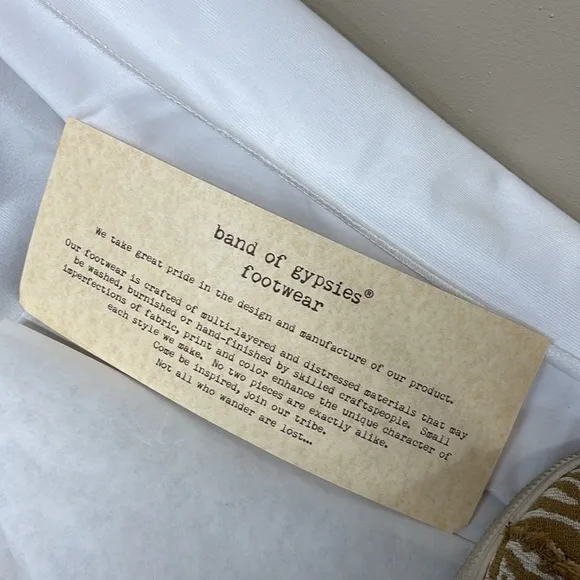 band of gypsies®
footwear
We take great pride in the design and manufacture of our product.
Our footwear is crafted of multi-layered and distressed materials that may
be washed, burnished or hand-finished by skilled craftspeople. Small
imperfections of fabric, print and color enhance the unique character of
each style we make. No two pieces are exactly alike.
Come be inspired, join our tribe.
Not all who wander are lost...